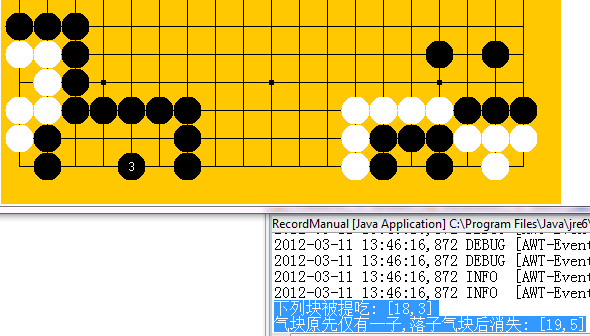 3
RecordManual [Java Application] C:\Program Files\Java\jre6\
2012-03-11 13:46:16,872 DEBUG [AWT-Event
2012-03-11 13:46:16,872 DEBUG [AWT-Even
2012-03-11 13:46:16,872 INFO [AWT-Event
2012-03-11 13:46:16,872 INFO [AWT-Event
下列块被提吃: [18,3]
气块原先仅有一子,落子气块后消失: [19,5]